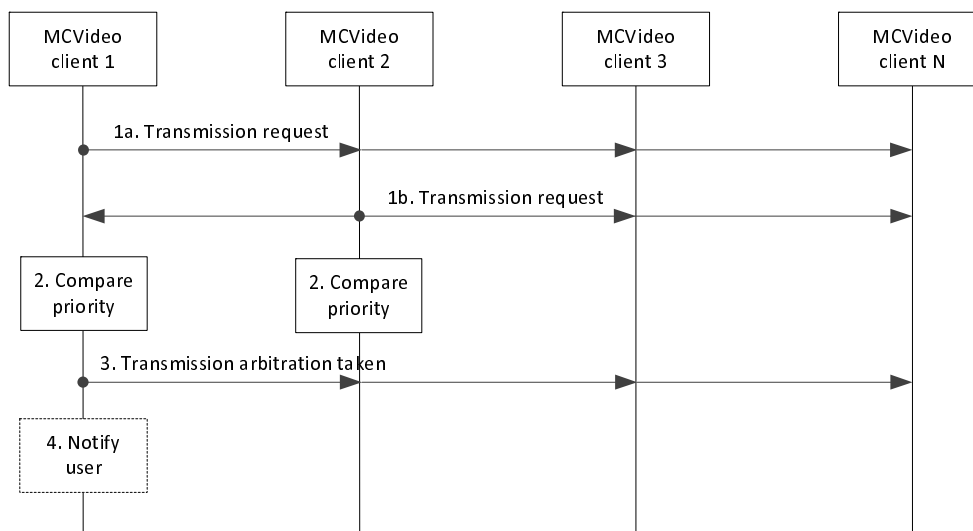 MCVideo
client 1
MCVideo
client 2
MCVideo
client 3
MCVideo
client N
1a. Transmission request
1b. Transmission request
2. Compare
priority
2. Compare
priority
3. Transmission arbitration taken
4. Notify
user